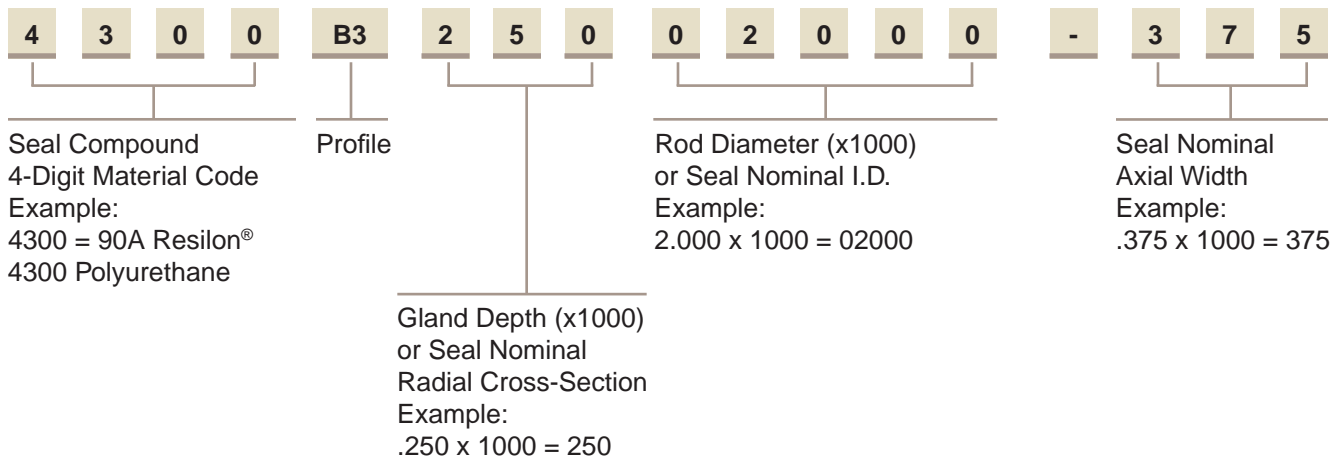 4 3 0 0 B3 2 5 0 0 2 0 0 0 - 3 7 5
Seal Compound
4-Digit Material Code
Example:
4300 = 90A Resilon®
4300 Polyurethane
Profile
Gland Depth (x1000)
or Seal Nominal
Radial Cross-Section
Example:
.250 x 1000 = 250
Rod Diameter (x1000)
or Seal Nominal I.D.
Example:
2.000 x 1000 = 02000
Seal Nominal
Axial Width
Example:
.375 x 1000 = 375